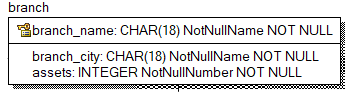 branch
branch_name: CHAR(18) NotNullName NOT NULL
branch_city: CHAR(18) NotNullName NOT NULL
assets: INTEGER NotNullNumber NOT NULL